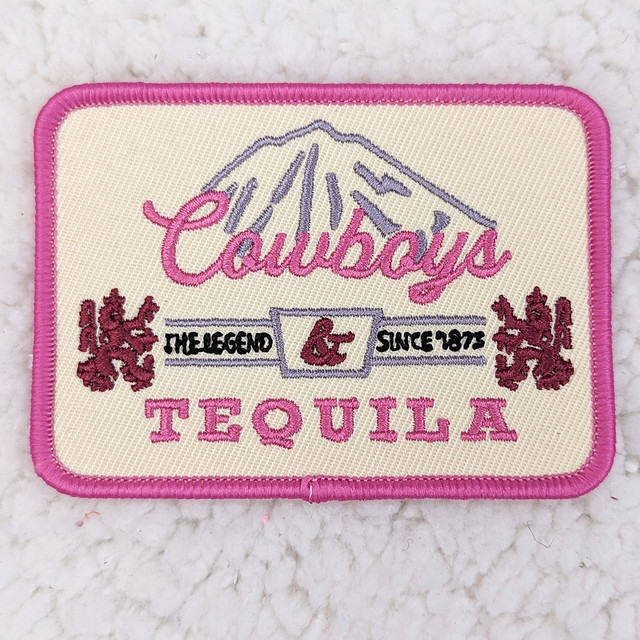 Cowboys
THE LEGEND & SINCE 1873
TEQUILA